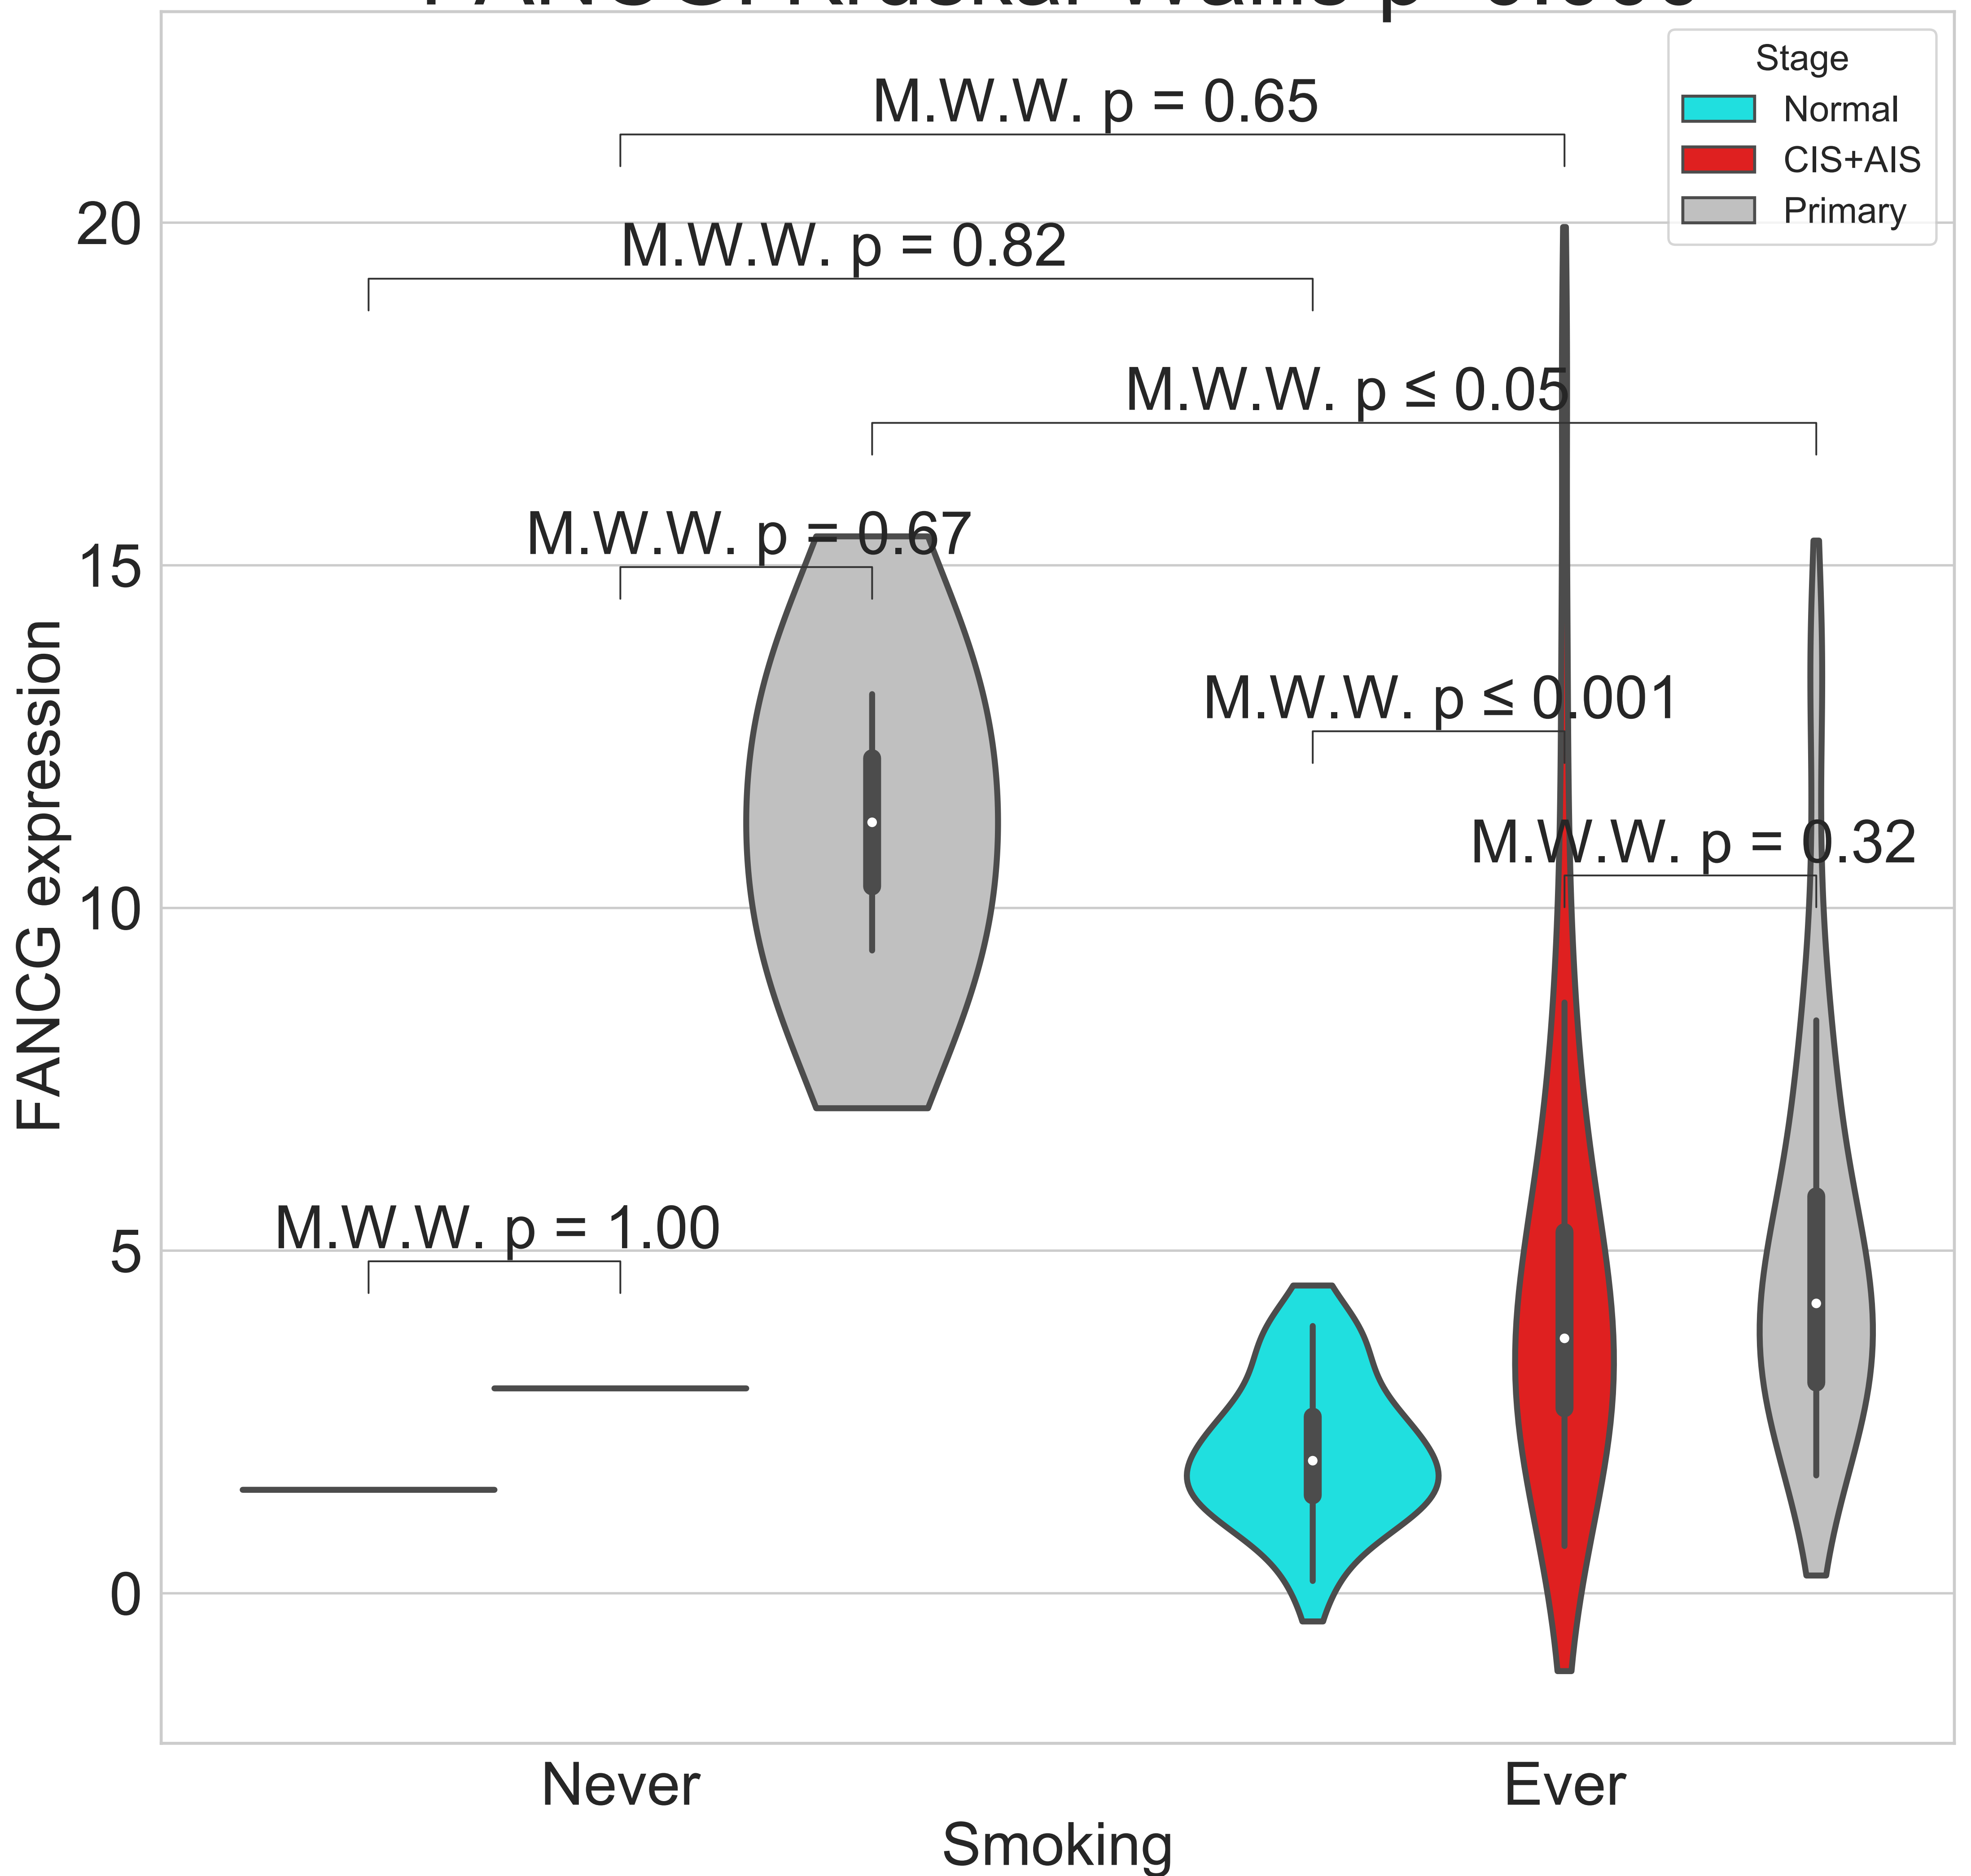 Stage
Normal
CIS+AIS
Primary
M.W.W. p = 0.65
M.W.W. p = 0.82
M.W.W. p ≤ 0.05
M.W.W. p = 0.67
M.W.W. p ≤ 0.001
M.W.W. p = 0.32
M.W.W. p = 1.00
20
15
10
5
0
FANCG expression
Never
Ever
Smoking